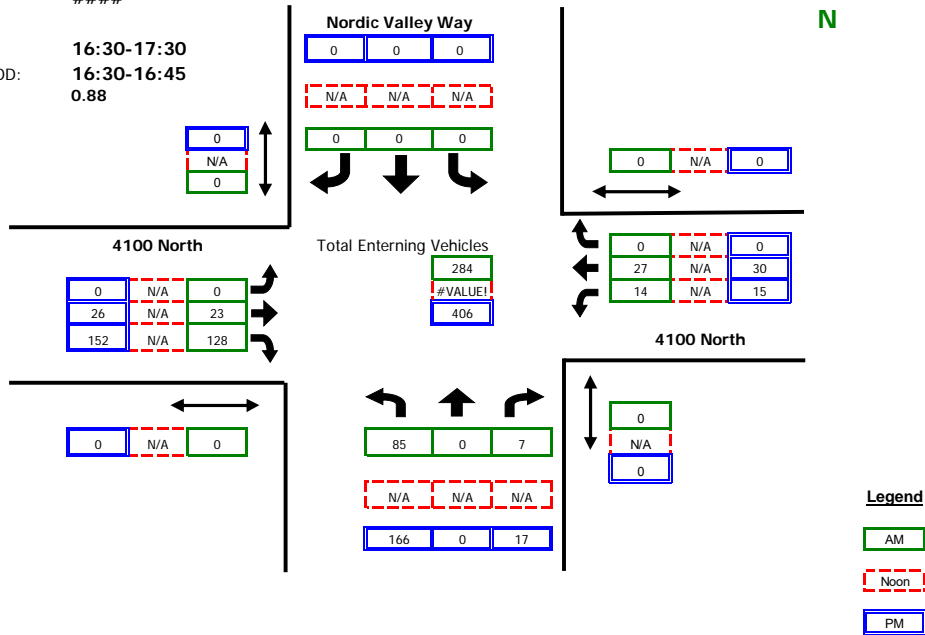 ####
N
Nordic Valley Way
0 0 0
16:30-17:30
OD: 16:30-16:45
0.88
N/A N/A N/A
0
N/A
0
0 0 0
0 N/A 0
4100 North
Total Enterning Vehicles
284
#VALUE!
406
0 N/A 0
27 N/A 30
14 N/A 15
0 N/A 0
26 N/A 23
152 N/A 128
4100 North
0 N/A 0
85 0 7
N/A N/A N/A
166 0 17
0
N/A
0
Legend
AM
Noon
PM